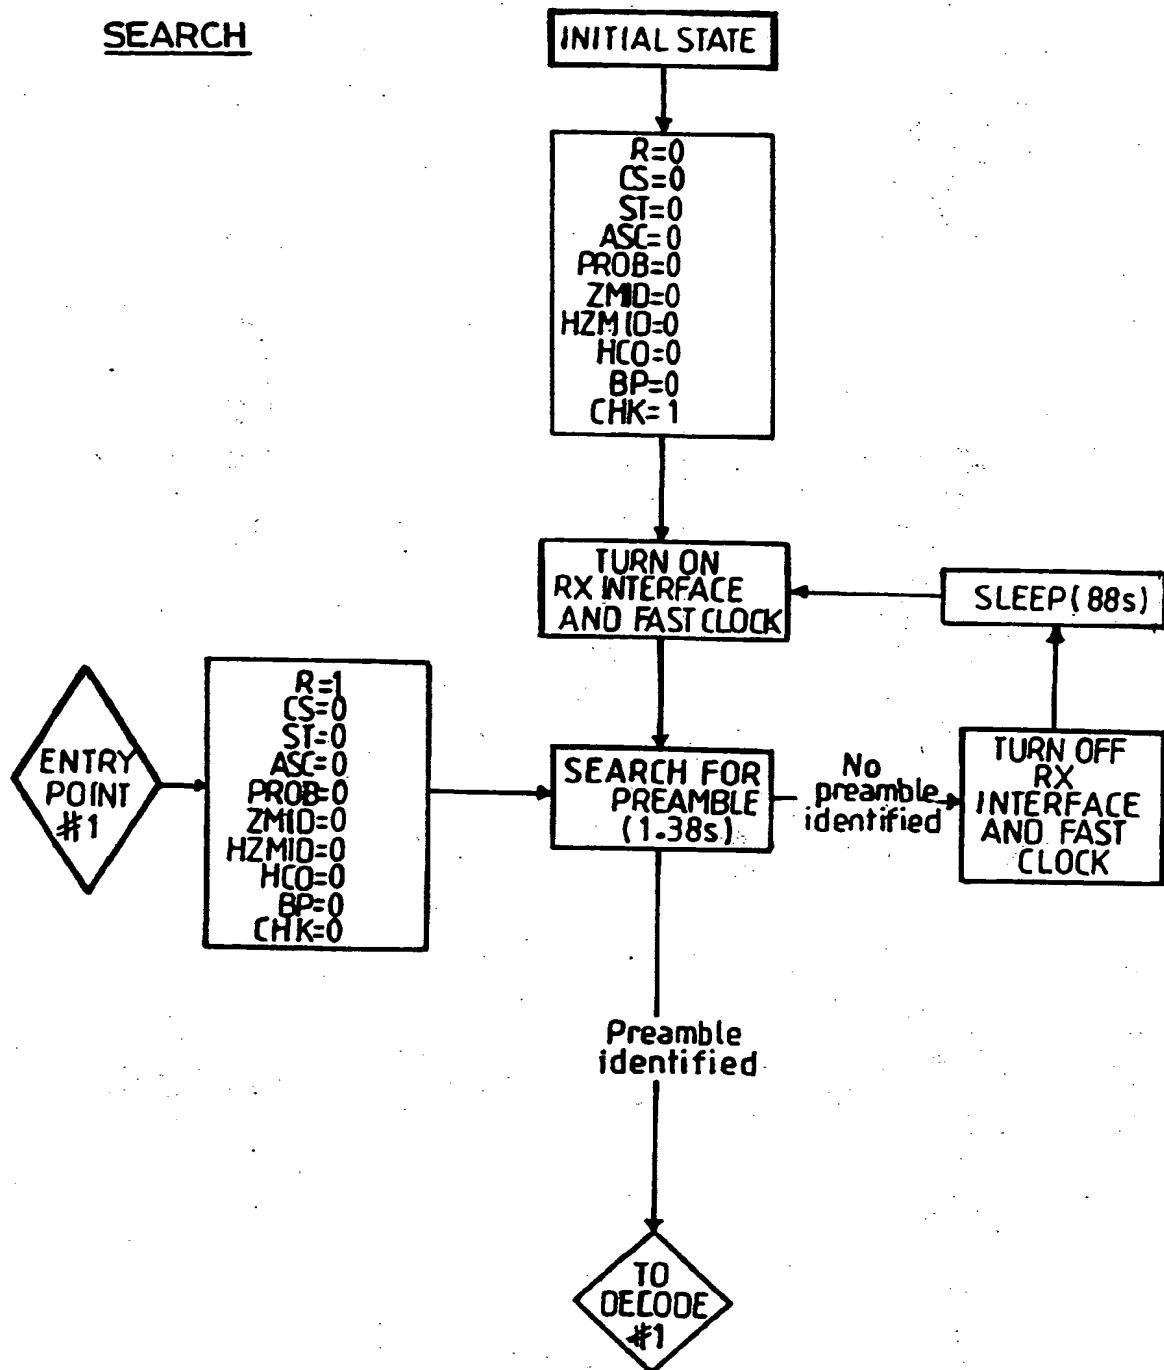 SEARCH
INITIAL STATE
R=0
CS=0
ST=0
ASC=0
PROB=0
ZMID=0
HZMID=0
HCO=0
BP=0
CHK=1
TURN ON
RX INTERFACE
AND FAST CLOCK
SLEEP(88s)
ENTRY
POINT
#1
R=1
CS=0
ST=0
ASC=0
PROB=0
ZMID=0
HZMID=0
HCO=0
BP=0
CHK=0
SEARCH FOR
PREAMBLE
(1.38s)
No
preamble
identified
TURN OFF
RX
INTERFACE
AND FAST
CLOCK
Preamble
identified
TO
DECODE
#1